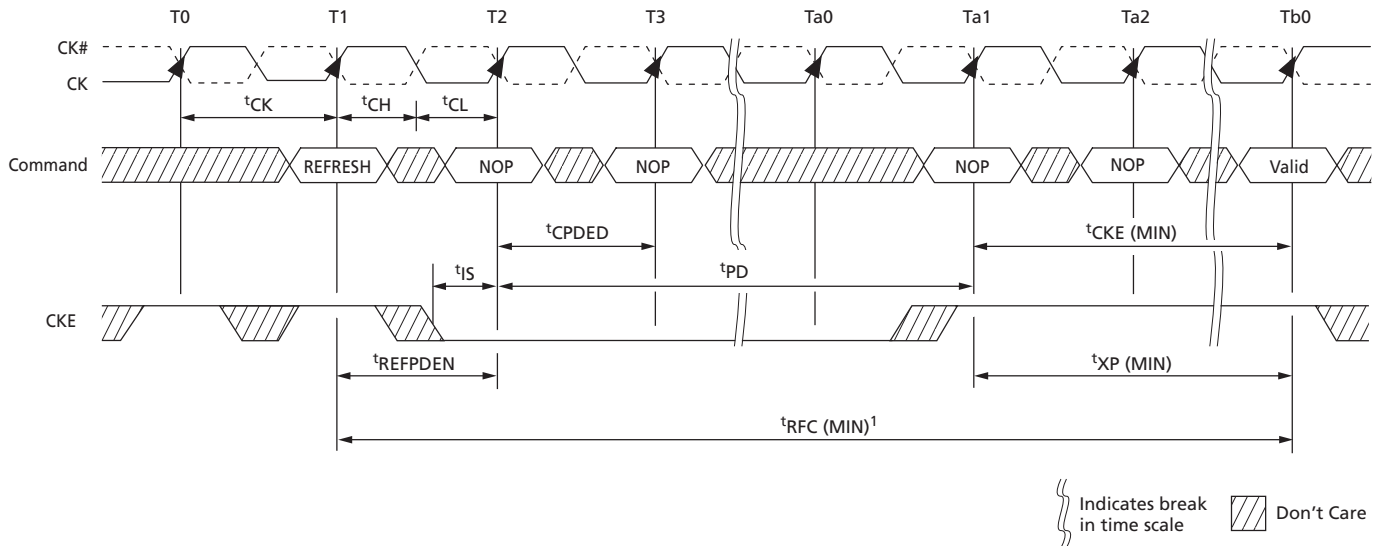 T0 T1 T2 T3 Ta0 Ta1 Ta2 Tb0
CK#
CK
tCK tCH tCL
Command REFRESH NOP NOP NOP NOP Valid
tCPDED tCKE (MIN)
tIS tPD
CKE
tREFPDEN tXP (MIN)
tRFC (MIN)1
Indicates break
in time scale
Don't Care